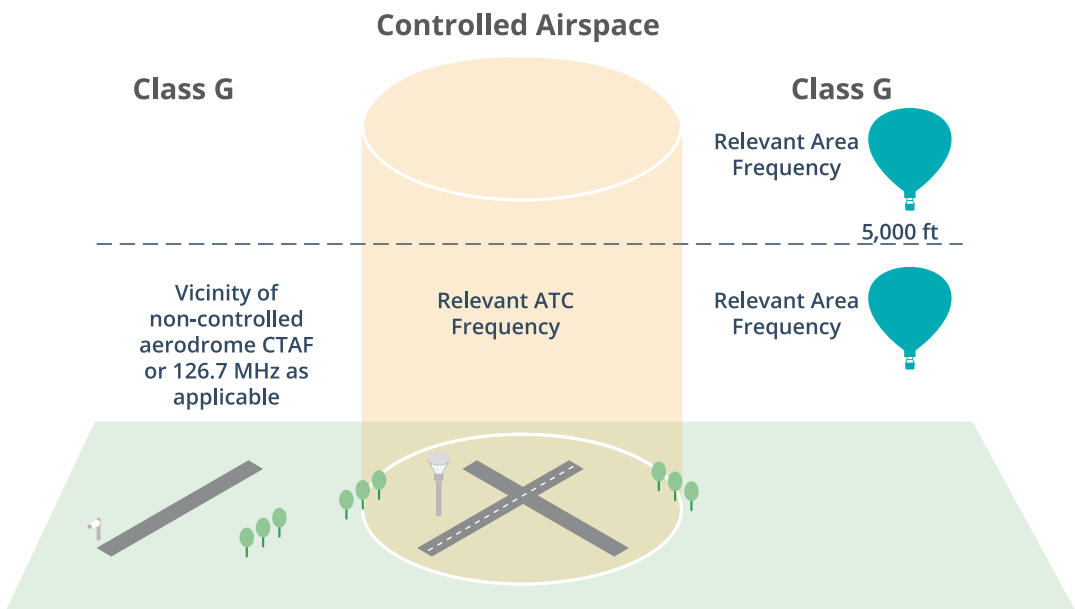 Controlled Airspace
Class G
Class G
Relevant Area
Frequency
5,000 ft
Vicinity of
non-controlled
aerodrome CTAF
or 126.7 MHz as
applicable
Relevant ATC
Frequency
Relevant Area
Frequency